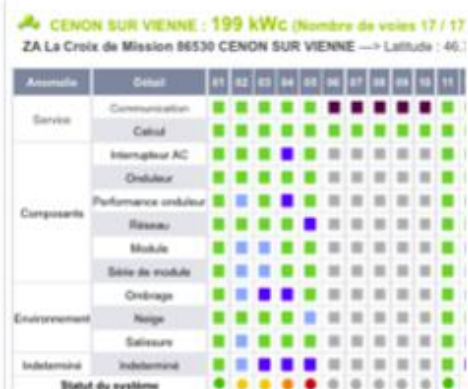 CENON SUR VIENNE : 199 kWc (Nombre de voies 17 / 17
ZA La Croix de Mission 86530 CENON SUR VIENNE ---> Latitude : 46.
Anomalie Détail 01 02 03 04 05 06 07 08 09 10 11
Service Communication
Calcul
Interrupteur AC
Onduleur
Composants Performance onduleur
Réseau
Module
Série de module
Ombrage
Environnement Neige
Salissure
Indeterminé Indeterminé
Statut du système